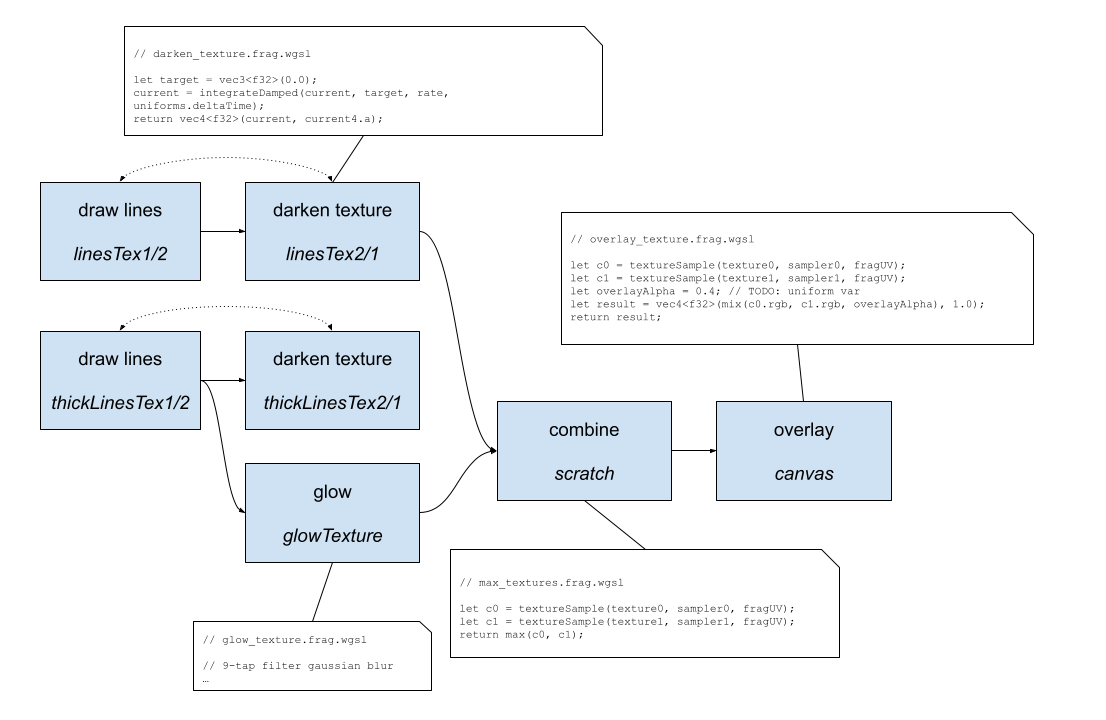 // darken_texture.frag.wgsl
let target = vec3<f32>(0.0);
current = integrateDamped(current, target, rate,
uniforms.deltaTime);
return vec4<f32>(current, current4.a);
draw lines
linesTex1/2
darken texture
linesTex2/1
// overlay_texture.frag.wgsl
let c0 = textureSample(texture0, sampler0, fragUV);
let c1 = textureSample(texture1, sampler1, fragUV);
let overlayAlpha = 0.4; // TODO: uniform var
let result = vec4<f32>(mix(c0.rgb, c1.rgb, overlayAlpha), 1.0);
return result;
draw lines
thickLinesTex1/2
darken texture
thickLinesTex2/1
combine
scratch
overlay
canvas
glow
glowTexture
// max_textures.frag.wgsl
let c0 = textureSample(texture0, sampler0, fragUV);
let c1 = textureSample(texture1, sampler1, fragUV);
return max(c0, c1);
// glow_texture.frag.wgsl
// 9-tap filter gaussian blur
…